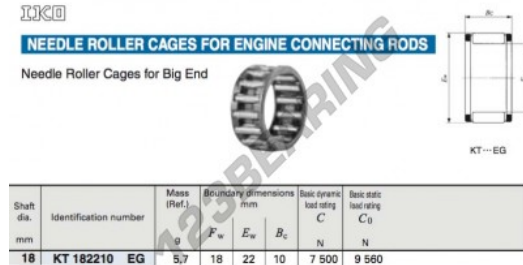 IKO
NEEDLE ROLLER CAGES FOR ENGINE CONNECTING RODS
Needle Roller Cages for Big End
Bc
Ew
KT…EG
123BEARING
Shaft dia. mm
Identification number
Mass (Ref.) g
Boundary dimensions mm
Fw Ew Bc
Basic dynamic load rating C N
Basic static load rating C0 N
18 KT 182210 EG 5,7 18 22 10 7 500 9 560